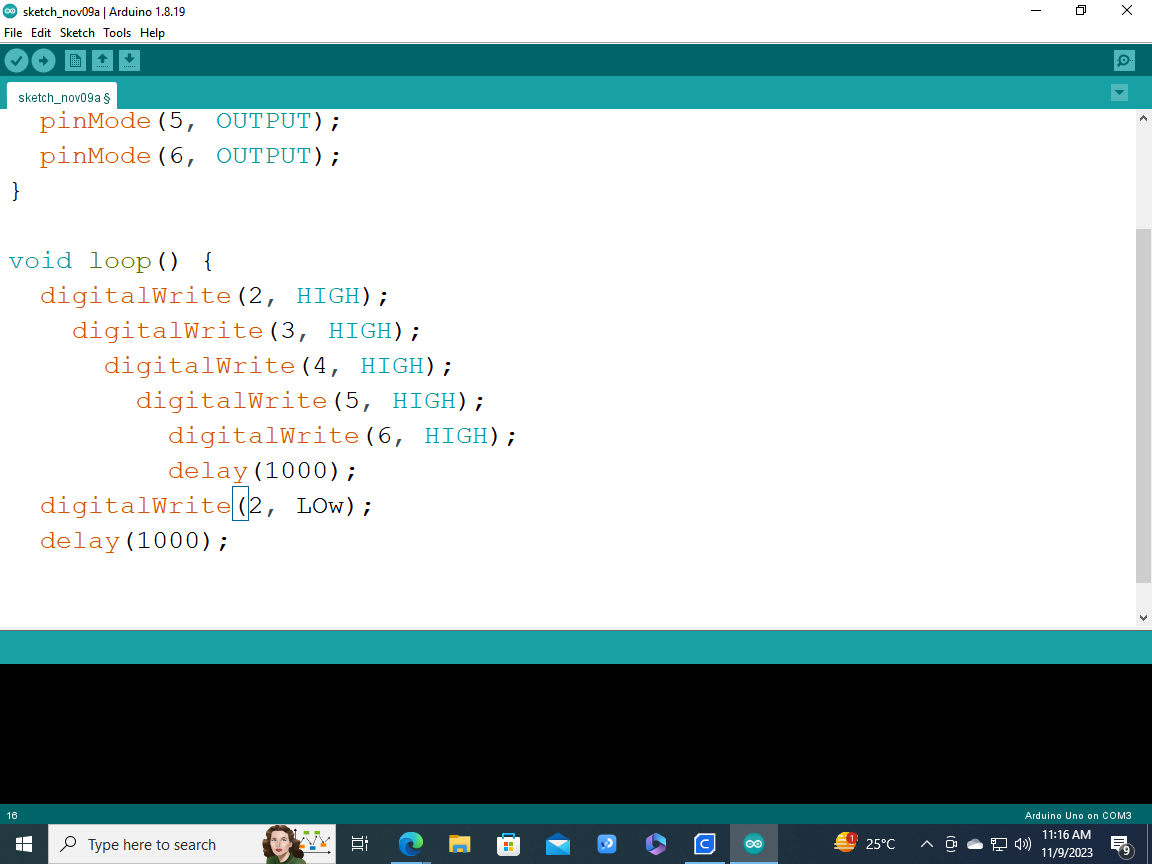 sketch_nov09a | Arduino 1.8.19
File Edit Sketch Tools Help
sketch_nov09a §
pinMode(5, OUTPUT);
pinMode(6, OUTPUT);
}
void loop() {
digitalWrite(2, HIGH);
digitalWrite(3, HIGH);
digitalWrite(4, HIGH);
digitalWrite(5, HIGH);
digitalWrite(6, HIGH);
delay(1000);
digitalWrite(2, LOw);
delay(1000);
16
Arduino Uno on COM3
Type here to search
1
25°C
11:16 AM
11/9/2023
9